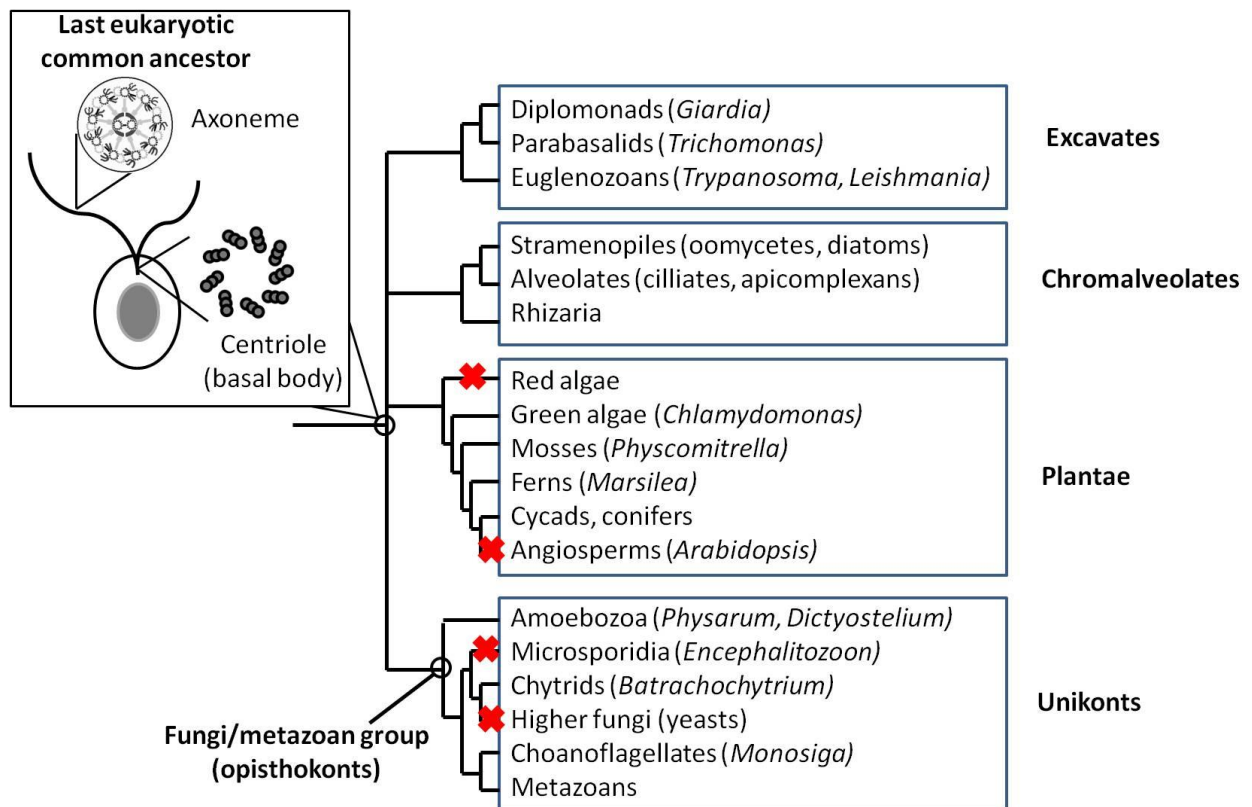 Last eukaryotic
common ancestor
Axoneme
Centriole
(basal body)
Diplomonads (Giardia)
Parabasalids (Trichomonas)
Euglenozoans (Trypanosoma, Leishmania)
Excavates
Stramenopiles (oomycetes, diatoms)
Alveolates (cilliates, apicomplexans)
Rhizaria
Chromalveolates
Red algae
Green algae (Chlamydomonas)
Mosses (Physcomitrella)
Ferns (Marsilea)
Cycads, conifers
Angiosperms (Arabidopsis)
Plantae
Amoebozoa (Physarum, Dictyostelium)
Microsporidia (Encephalitozoon)
Chytrids (Batrachochytrium)
Higher fungi (yeasts)
Choanoflagellates (Monosiga)
Metazoans
Unikonts
Fungi/metazoan group
(opisthokonts)